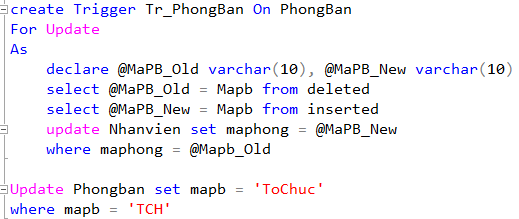 create Trigger Tr_PhongBan On PhongBan
For Update
As
    declare @MaPB_Old varchar(10), @MaPB_New varchar(10)
    select @MaPB_Old = Mapb from deleted
    select @MaPB_New = Mapb from inserted
    update Nhanvien set maphong = @MaPB_New
    where maphong = @Mapb_Old
Update Phongban set mapb = 'ToChuc'
where mapb = 'TCH'